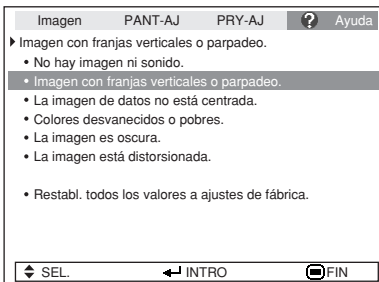 Imagen PANT-AJ PRY-AJ ? Ayuda
Imagen con franjas verticales o parpadeo.
• No hay imagen ni sonido.
• Imagen con franjas verticales o parpadeo.
• La imagen de datos no está centrada.
• Colores desvanecidos o pobres.
• La imagen es oscura.
• La imagen está distorsionada.
• Restabl. todos los valores a ajustes de fábrica.
SEL. INTRO FIN